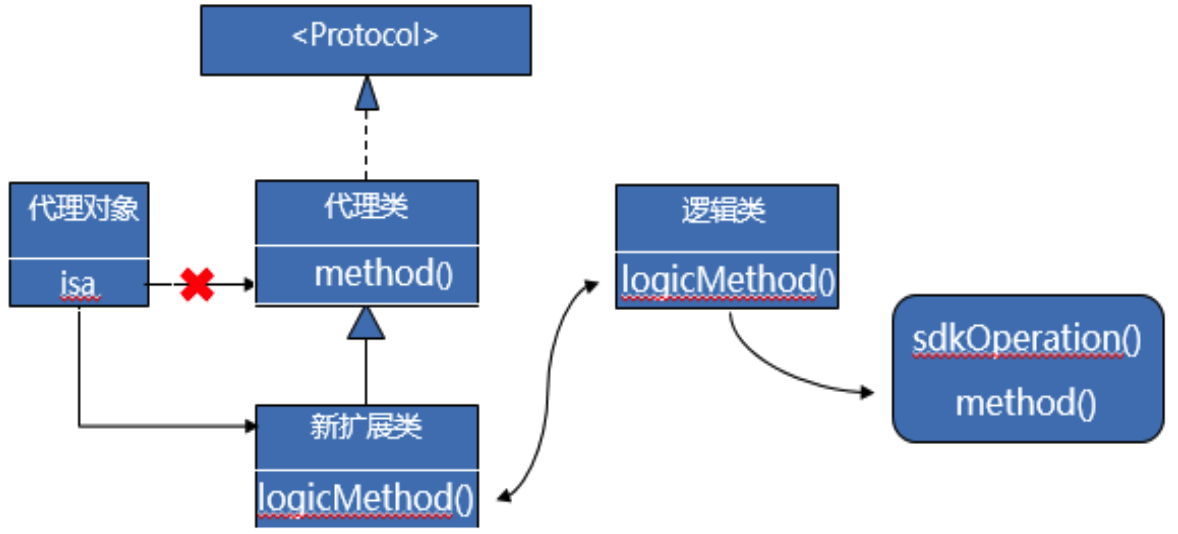 <Protocol>
代理对象
isa
代理类
method()
逻辑类
logicMethod()
sdkOperation()
method()
新扩展类
logicMethod()